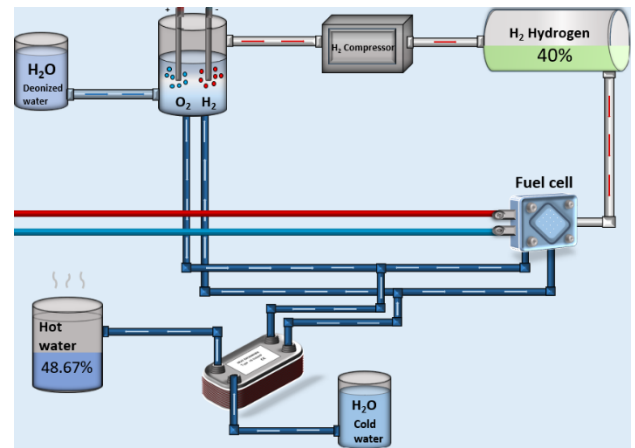 + -
H₂O
Deonized
water
O₂ H₂
H₂ Compressor
H₂ Hydrogen
40%
Fuel cell
Hot
water
48.67%
H₂O
Cold
water